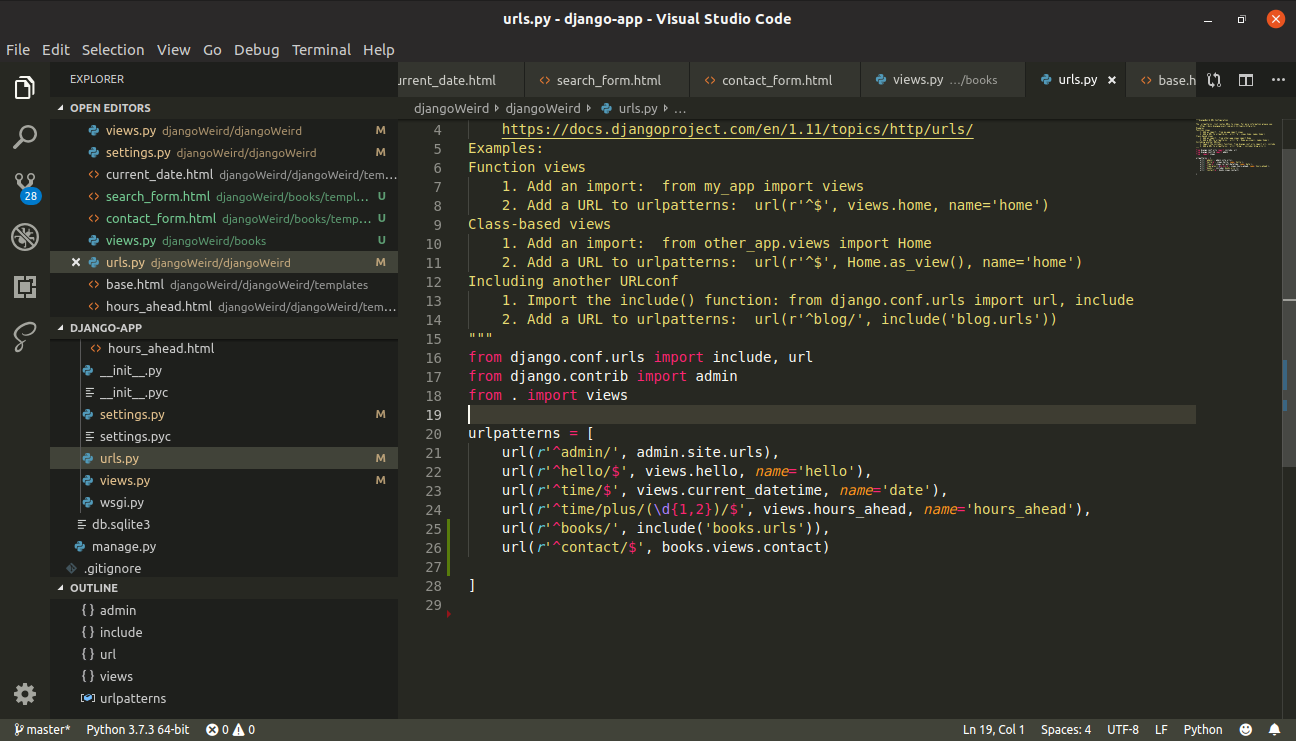 urls.py - django-app - Visual Studio Code
File Edit Selection View Go Debug Terminal Help
EXPLORER
OPEN EDITORS
views.py djangoWeird/djangoWeird M
settings.py djangoWeird/djangoWeird M
current_date.html djangoWeird/djangoWeird/tem...
search_form.html djangoWeird/books/templ... U
contact_form.html djangoWeird/books/temp... U
views.py djangoWeird/books U
urls.py djangoWeird/djangoWeird M
base.html djangoWeird/djangoWeird/templates
hours_ahead.html djangoWeird/djangoWeird/tem...
28
DJANGO-APP
hours_ahead.html
__init__.py
__init__.pyc
settings.py M
settings.pyc
urls.py M
views.py M
wsgi.py
db.sqlite3
manage.py
.gitignore
OUTLINE
{ } admin
{ } include
{ } url
{ } views
urlpatterns
urrent_date.html search_form.html contact_form.html views.py .../books urls.py base.h
djangoWeird djangoWeird urls.py ...
4 https://docs.djangoproject.com/en/1.11/topics/http/urls/
5 Examples:
6 Function views
7 1. Add an import:  from my_app import views
8 2. Add a URL to urlpatterns:  url(r'^$', views.home, name='home')
9 Class-based views
10 1. Add an import:  from other_app.views import Home
11 2. Add a URL to urlpatterns:  url(r'^$', Home.as_view(), name='home')
12 Including another URLconf
13 1. Import the include() function: from django.conf.urls import url, include
14 2. Add a URL to urlpatterns:  url(r'^blog/', include('blog.urls'))
15 """
16 from django.conf.urls import include, url
17 from django.contrib import admin
18 from . import views
19
20 urlpatterns = [
21 url(r'^admin/', admin.site.urls),
22 url(r'^hello/$', views.hello, name='hello'),
23 url(r'^time/$', views.current_datetime, name='date'),
24 url(r'^time/plus/(\d{1,2})/$', views.hours_ahead, name='hours_ahead'),
25 url(r'^books/', include('books.urls')),
26 url(r'^contact/$', books.views.contact)
27
28 ]
29
master* Python 3.7.3 64-bit 0 0 Ln 19, Col 1 Spaces: 4 UTF-8 LF Python